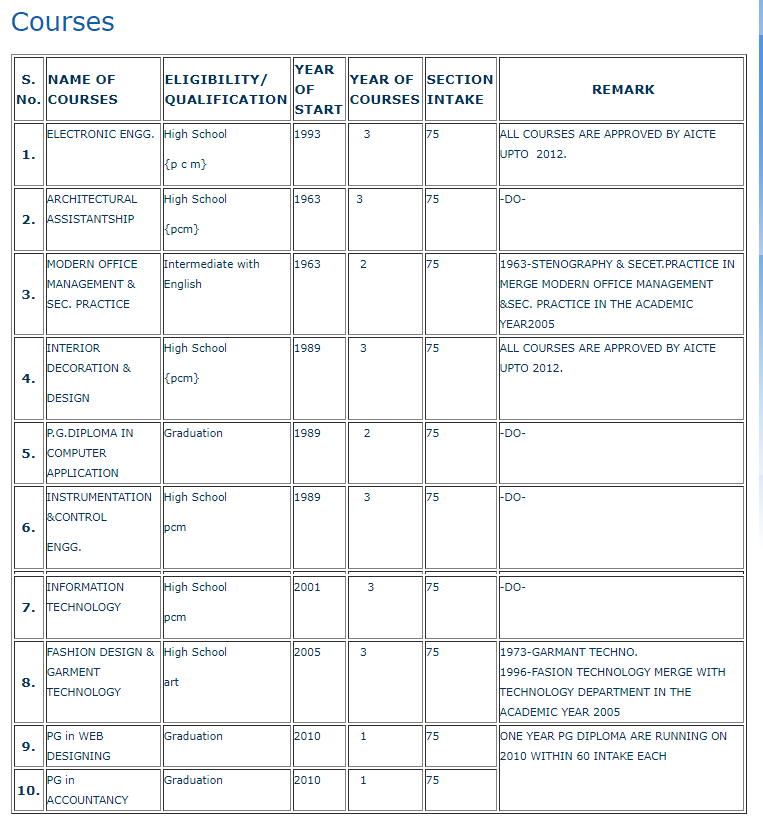 Courses
S. No. NAME OF COURSES ELIGIBILITY/ QUALIFICATION YEAR OF START YEAR OF COURSES SECTION INTAKE REMARK
1. ELECTRONIC ENGG. High School {p c m} 1993 3 75 ALL COURSES ARE APPROVED BY AICTE UPTO 2012.
2. ARCHITECTURAL ASSISTANTSHIP High School {pcm} 1963 3 75 -DO-
3. MODERN OFFICE MANAGEMENT & SEC. PRACTICE Intermediate with English 1963 2 75 1963-STENOGRAPHY & SECET.PRACTICE IN MERGE MODERN OFFICE MANAGEMENT &SEC. PRACTICE IN THE ACADEMIC YEAR2005
4. INTERIOR DECORATION & DESIGN High School {pcm} 1989 3 75 ALL COURSES ARE APPROVED BY AICTE UPTO 2012.
5. P.G.DIPLOMA IN COMPUTER APPLICATION Graduation 1989 2 75 -DO-
6. INSTRUMENTATION &CONTROL ENGG. High School pcm 1989 3 75 -DO-
7. INFORMATION TECHNOLOGY High School pcm 2001 3 75 -DO-
8. FASHION DESIGN & GARMENT TECHNOLOGY High School art 2005 3 75 1973-GARMANT TECHNO. 1996-FASION TECHNOLOGY MERGE WITH TECHNOLOGY DEPARTMENT IN THE ACADEMIC YEAR 2005
9. PG in WEB DESIGNING Graduation 2010 1 75 ONE YEAR PG DIPLOMA ARE RUNNING ON 2010 WITHIN 60 INTAKE EACH
10. PG in ACCOUNTANCY Graduation 2010 1 75